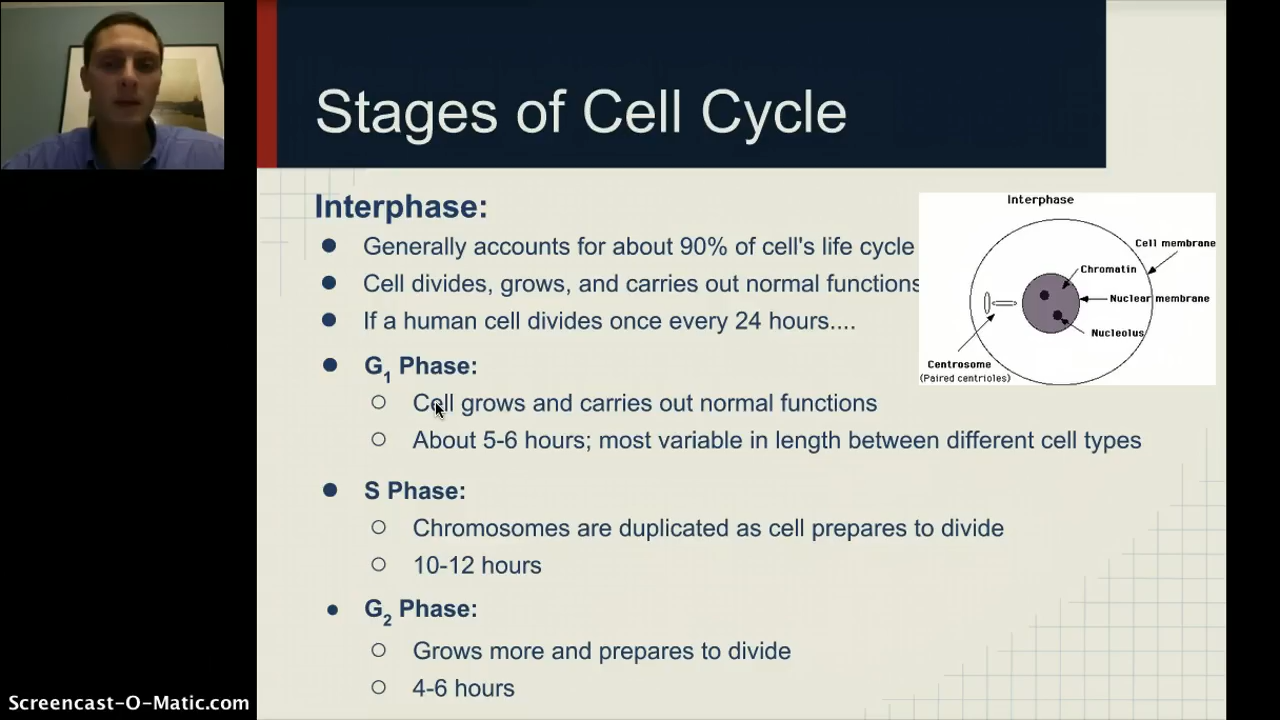 Stages of Cell Cycle
Interphase:
Generally accounts for about 90% of cell's life cycle
Cell divides, grows, and carries out normal functions
If a human cell divides once every 24 hours....
G1 Phase:
Cell grows and carries out normal functions
About 5-6 hours; most variable in length between different cell types
S Phase:
Chromosomes are duplicated as cell prepares to divide
10-12 hours
G2 Phase:
Grows more and prepares to divide
4-6 hours
Interphase
Cell membrane
Chromatin
Nuclear membrane
Nucleolus
Centrosome
(Paired centrioles)
Screencast-O-Matic.com